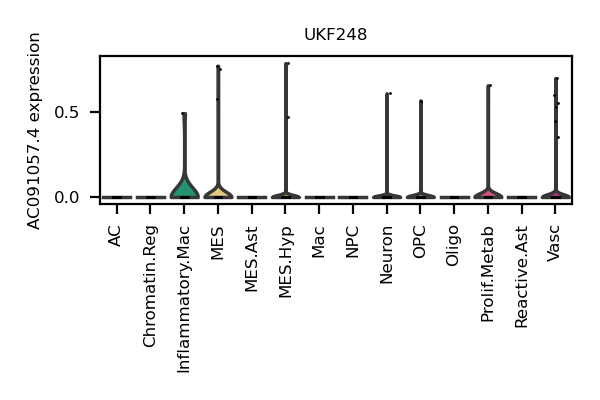 UKF248
AC091057.4 expression
0.5
0.0
AC
Chromatin.Reg
Inflammatory.Mac
MES
MES.Ast
MES.Hyp
Mac
NPC
Neuron
OPC
Oligo
Prolif.Metab
Reactive.Ast
Vasc